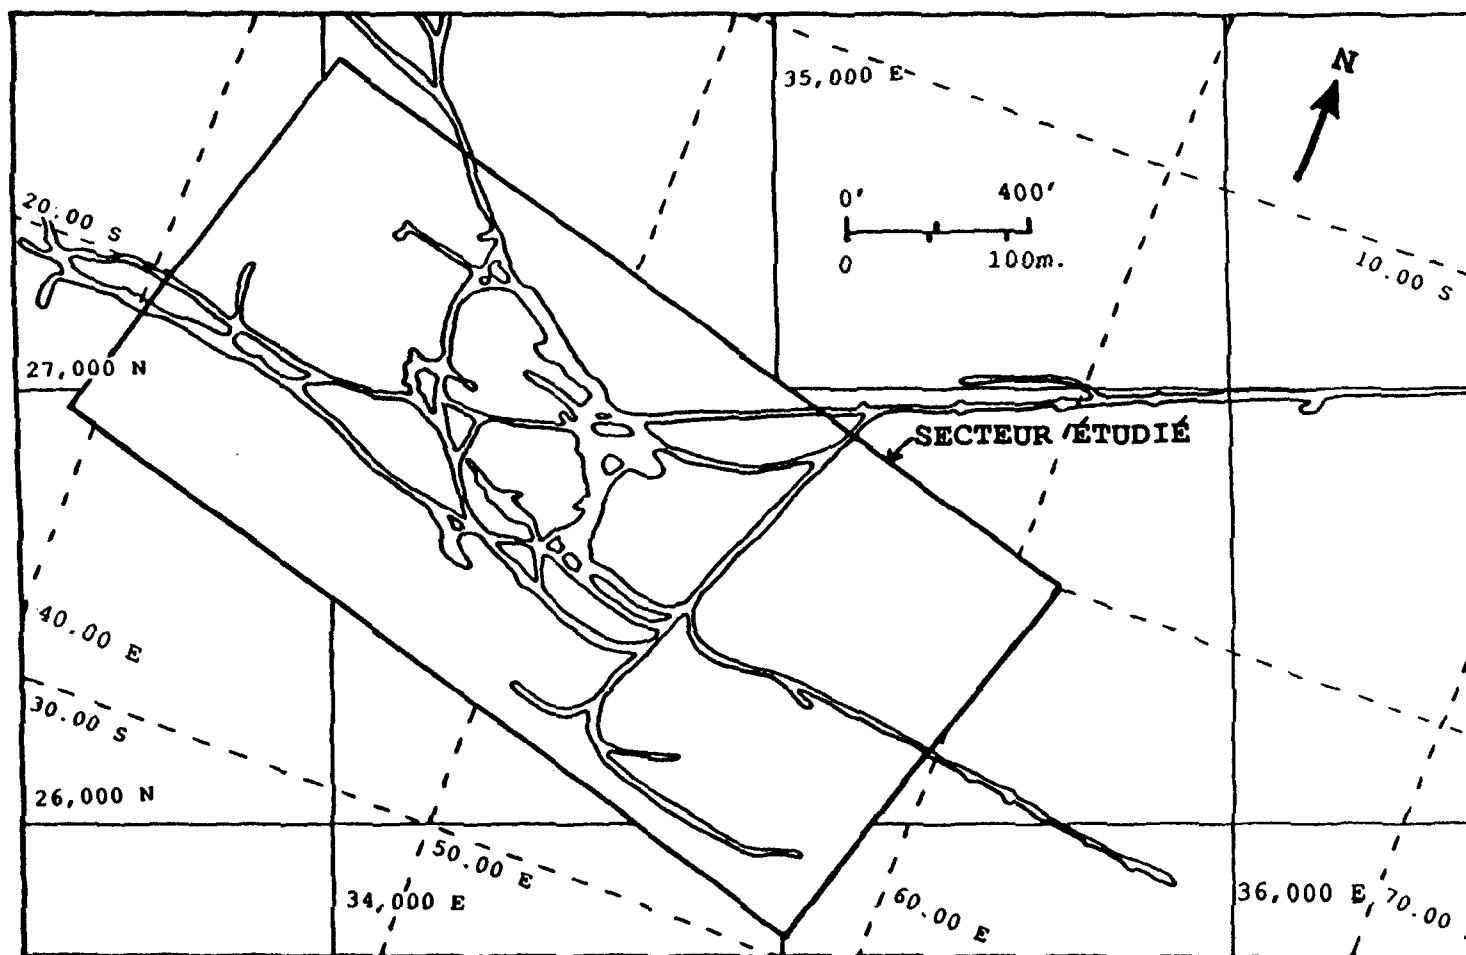 N
35,000 E
0' 400'
0 100m.
20.00 S
10.00 S
27,000 N
SECTEUR ÉTUDIÉ
40.00 E
30.00 S
26,000 N
50.00 E
34,000 E
60.00 E
36,000 E
70.00